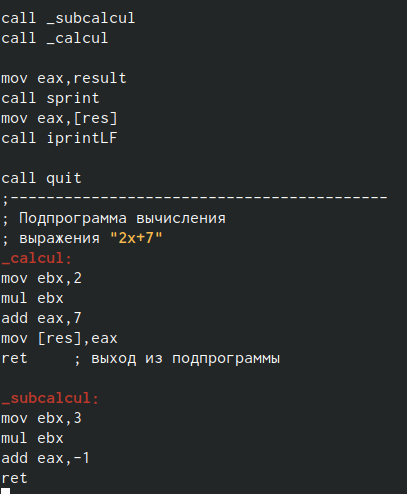 call _subcalcul
call _calcul
mov eax,result
call sprint
mov eax,[res]
call iprintLF
call quit
;------------------------------------------
; Подпрограмма вычисления
; выражения "2x+7"
_calcul:
mov ebx,2
mul ebx
add eax,7
mov [res],eax
ret     ; выход из подпрограммы
_subcalcul:
mov ebx,3
mul ebx
add eax,-1
ret